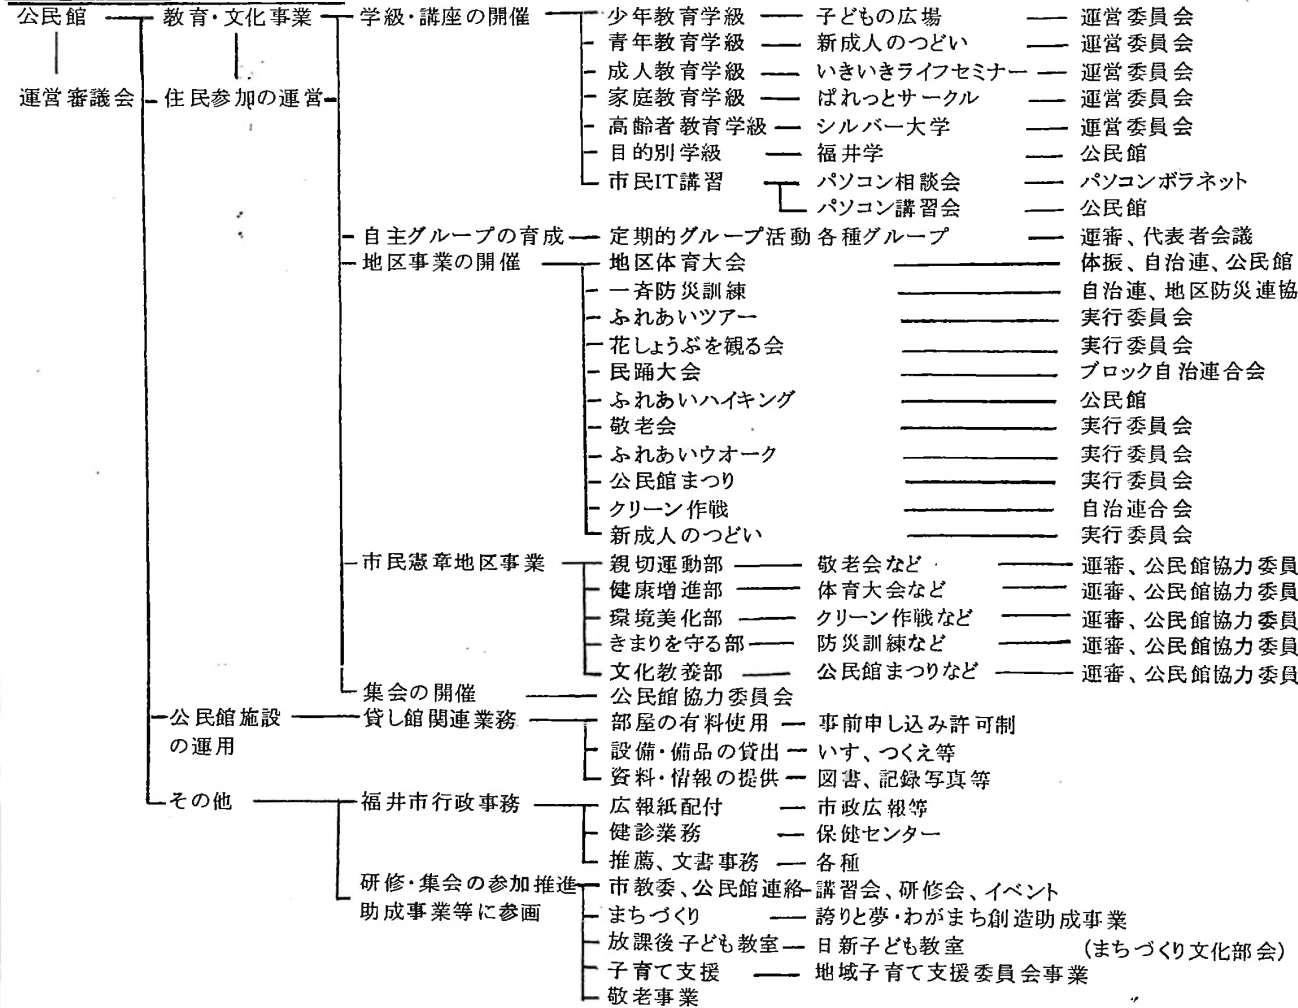 公民館 教育・文化事業 学級・講座の開催 少年教育学級 子どもの広場 運営委員会
青年教育学級 新成人のつどい 運営委員会
成人教育学級 いきいきライフセミナー 運営委員会
運営審議会 住民参加の運営 家庭教育学級 ぱれっとサークル 運営委員会
高齢者教育学級 シルバー大学 運営委員会
目的別学級 福井学 公民館
市民IT講習 パソコン相談会 パソコンボラネット
パソコン講習会 公民館
自主グループの育成 定期的グループ活動各種グループ 運審、代表者会議
地区事業の開催 地区体育大会 体振、自治連、公民館
一斉防災訓練 自治連、地区防災連協
ふれあいツアー 実行委員会
花しょうぶを観る会 実行委員会
民踊大会 ブロック自治連合会
ふれあいハイキング 公民館
敬老会 実行委員会
ふれあいウオーク 実行委員会
公民館まつり 実行委員会
クリーン作戦 自治連合会
新成人のつどい 実行委員会
市民憲章地区事業 親切運動部 敬老会など 運審、公民館協力委員
健康増進部 体育大会など 運審、公民館協力委員
環境美化部 クリーン作戦など 運審、公民館協力委員
きまりを守る部 防災訓練など 運審、公民館協力委員
文化教養部 公民館まつりなど 運審、公民館協力委員
集会の開催 公民館協力委員会
公民館施設 貸し館関連業務 部屋の有料使用 事前申し込み許可制
の運用 設備・備品の貸出 いす、つくえ等
資料・情報の提供 図書、記録写真等
その他 福井市行政事務 広報紙配付 市政広報等
健診業務 保健センター
推薦、文書事務 各種
研修・集会の参加推進 市教委、公民館連絡 講習会、研修会、イベント
助成事業等に参画 まちづくり 誇りと夢・わがまち創造助成事業
放課後子ども教室 日新子ども教室 (まちづくり文化部会)
子育て支援 地域子育て支援委員会事業
敬老事業